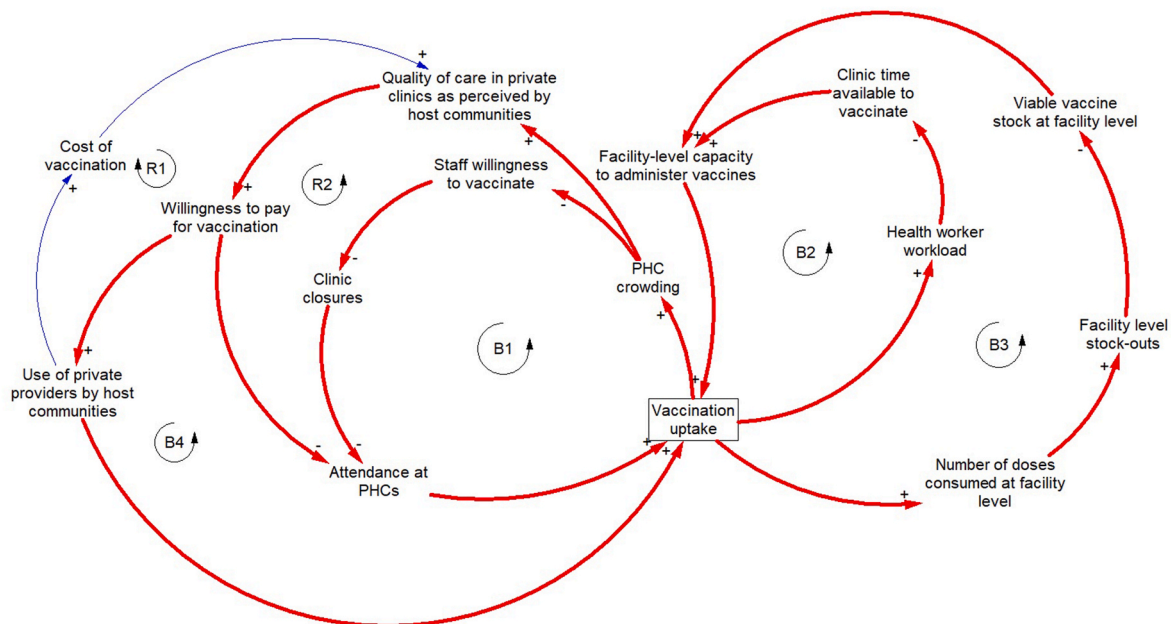 Quality of care in private
clinics as perceived by
host communities
+
Cost of
vaccination
+
R1
R2
Staff willingness
to vaccinate
-
+
Willingness to pay
for vaccination
+
Clinic
closures
-
B1
PHC
crowding
+
Use of private
providers by host
communities
+
B4
Attendance at
PHCs
-
-
Vaccination
uptake
+
+
+
Facility-level capacity
to administer vaccines
+
+
Clinic time
available to
vaccinate
-
Viable vaccine
stock at facility level
-
B2
Health worker
workload
+
B3
Facility level
stock-outs
+
Number of doses
consumed at facility
level
+